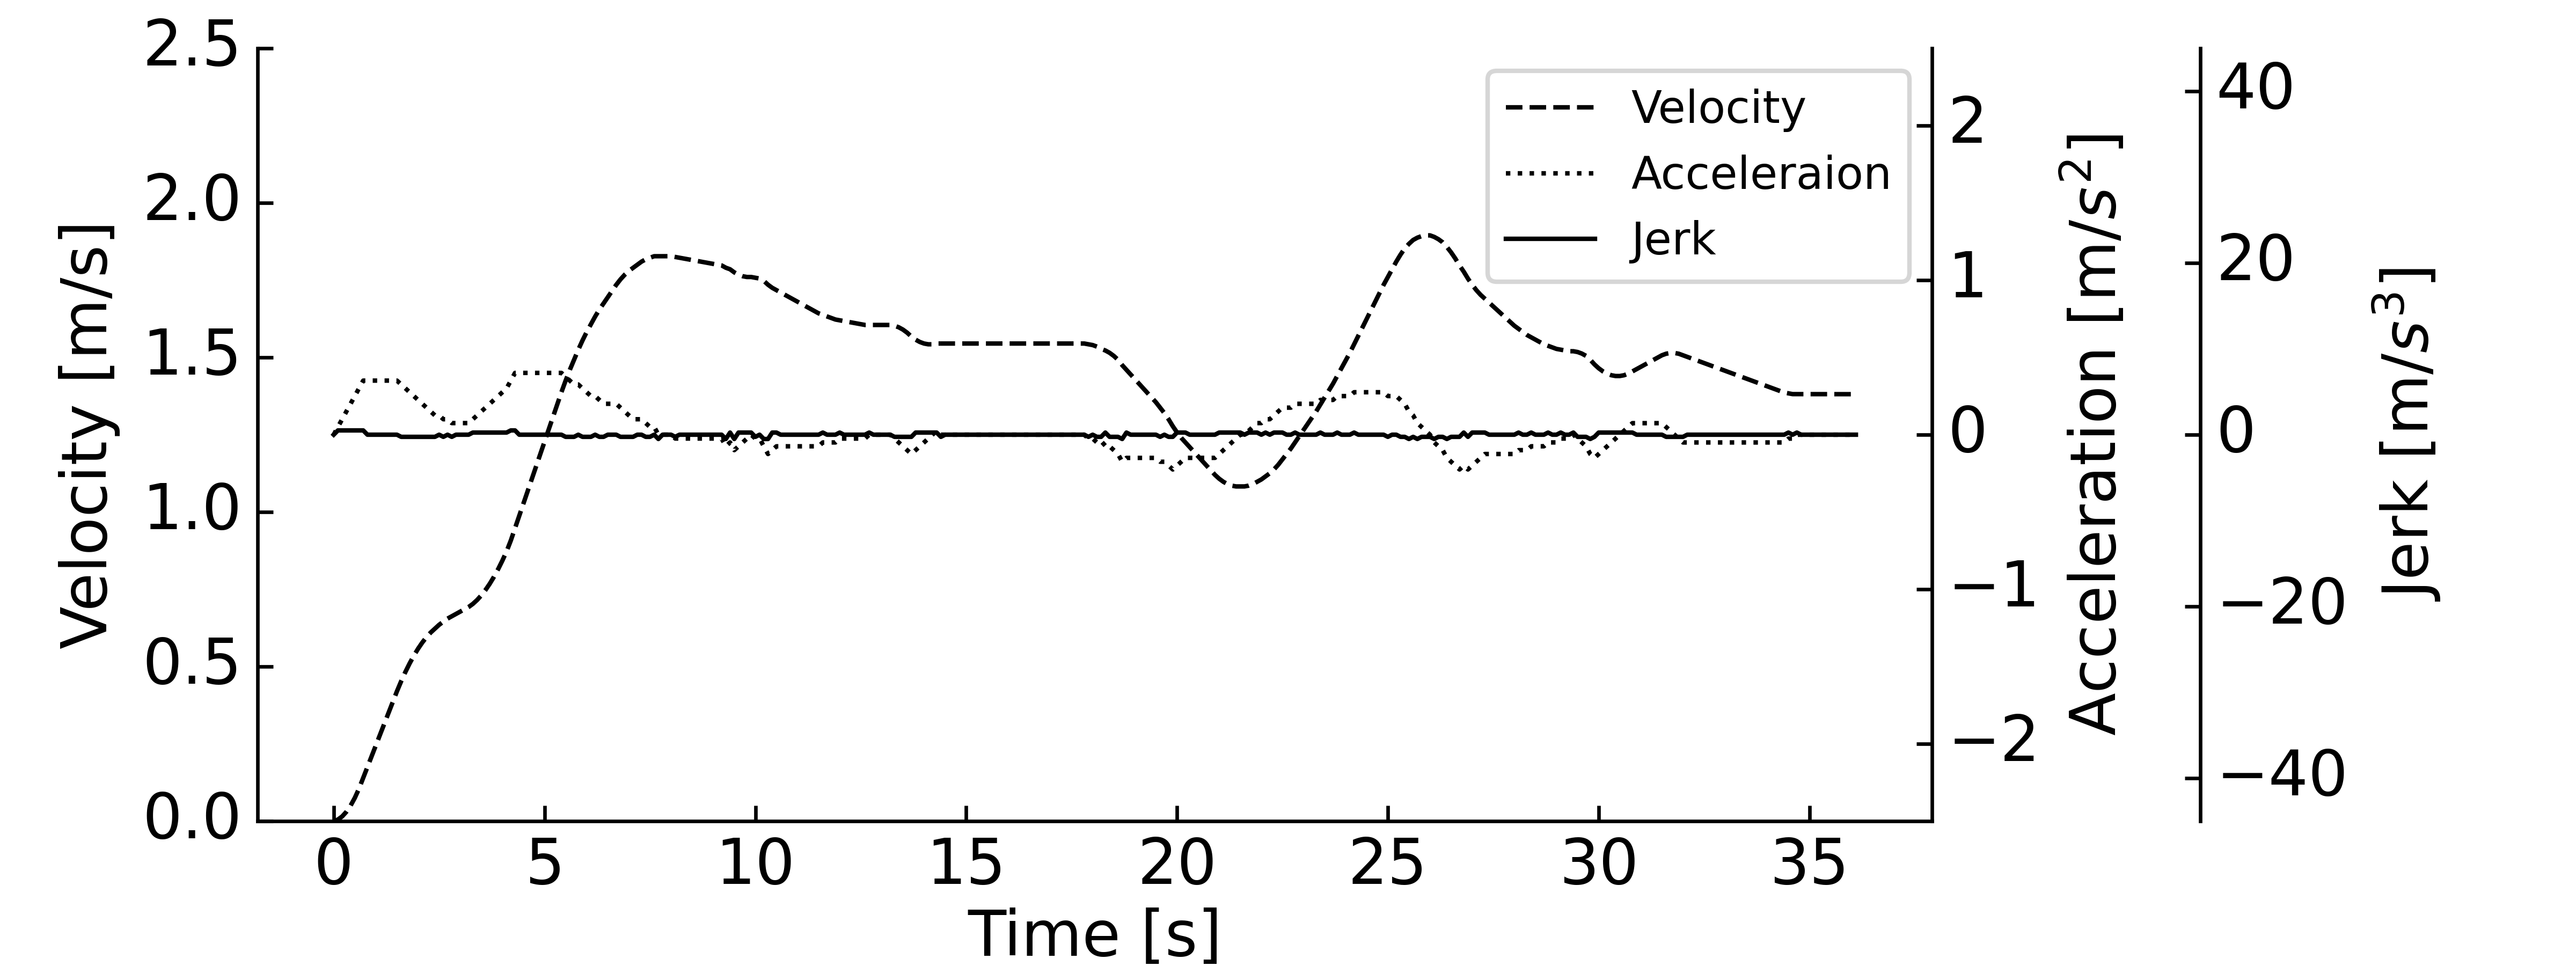 Velocity [m/s]
2.5
2.0
1.5
1.0
0.5
0.0
0 5 10 15 20 25 30 35
Time [s]
Velocity
Acceleraion
Jerk
2
1
0
−1
−2
Acceleration [m/s²]
40
20
0
−20
−40
Jerk [m/s³]